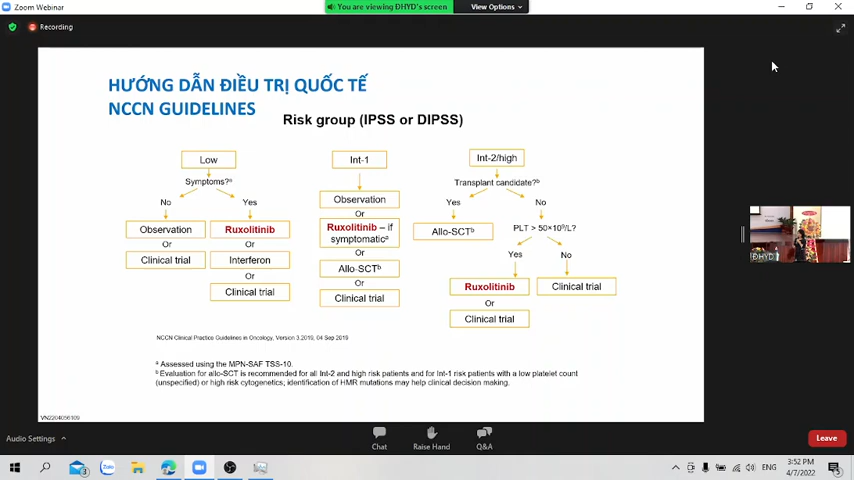 Zoom Webinar
You are viewing ĐHYD's screen
View Options
Recording
HƯỚNG DẪN ĐIỀU TRỊ QUỐC TẾ
NCCN GUIDELINES
Risk group (IPSS or DIPSS)
Low
Symptoms?ᵃ
No
Yes
Observation
Or
Clinical trial
Ruxolitinib
Or
Interferon
Or
Clinical trial
Int-1
Observation
Or
Ruxolitinib – if
symptomaticᵃ
Or
Allo-SCTᵇ
Or
Clinical trial
Int-2/high
Transplant candidate?ᵇ
Yes
No
Allo-SCTᵇ
PLT > 50×10⁹/L?
Yes
No
Ruxolitinib
Or
Clinical trial
Clinical trial
NCCN Clinical Practice Guidelines in Oncology, Version 3.2019, 04 Sep 2019
ᵃ Assessed using the MPN-SAF TSS-10.
ᵇ Evaluation for allo-SCT is recommended for all Int-2 and high risk patients and for Int-1 risk patients with a low platelet count
(unspecified) or high risk cytogenetics; identification of HMR mutations may help clinical decision making.
VN2204056109
ĐHYD
Audio Settings
Chat
Raise Hand
Q&A
Leave
Zalo
ENG
3:52 PM
4/7/2022